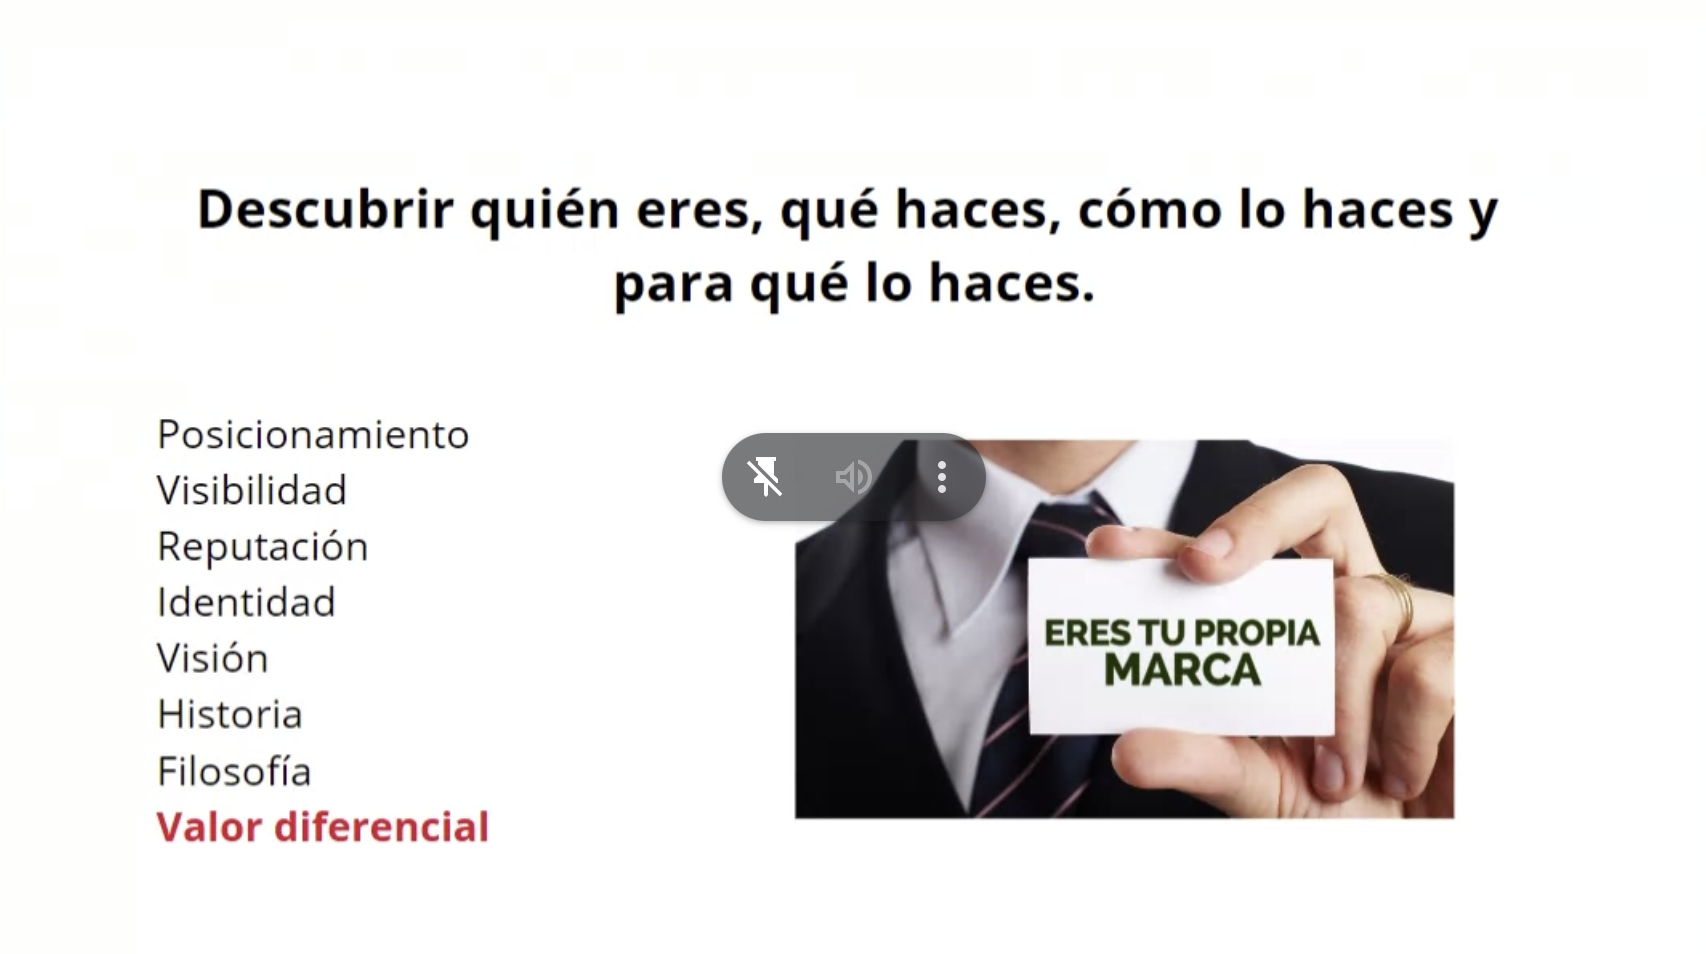 Descubrir quién eres, qué haces, cómo lo haces y
para qué lo haces.
Posicionamiento
Visibilidad
Reputación
Identidad
Visión
Historia
Filosofía
Valor diferencial
ERES TU PROPIA
MARCA